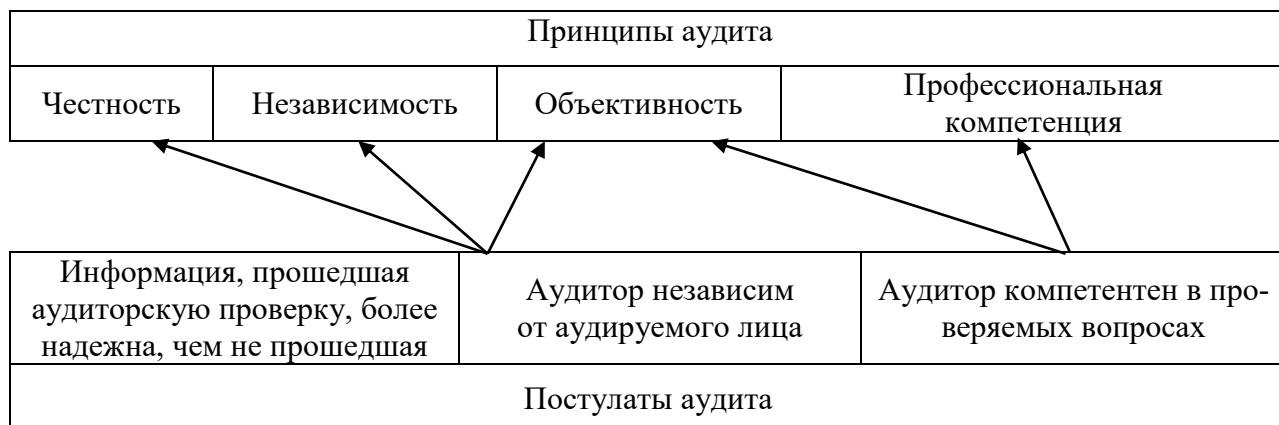 Принципы аудита
Честность
Независимость
Объективность
Профессиональная
компетенция
Информация, прошедшая
аудиторскую проверку, более
надежна, чем не прошедшая
Аудитор независим
от аудируемого лица
Аудитор компетентен в про-
веряемых вопросах
Постулаты аудита